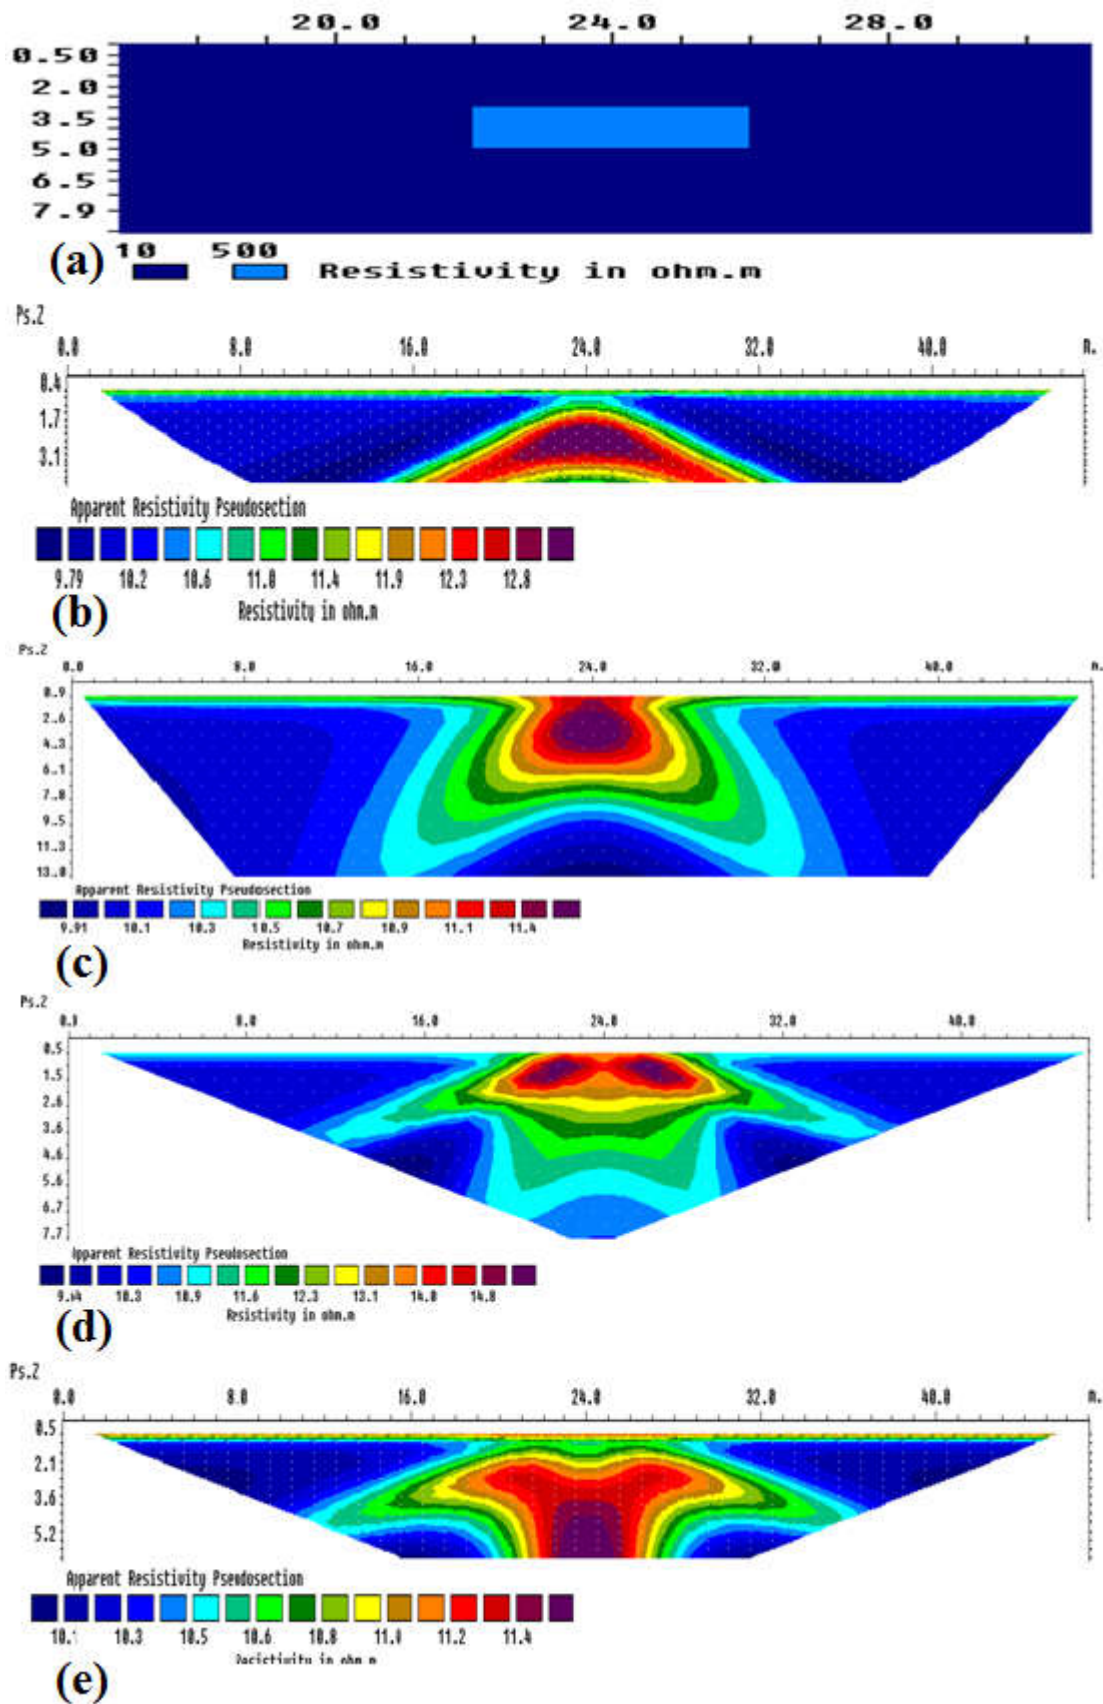 20.0 24.0 28.0
0.50
2.0
3.5
5.0
6.5
7.9
10 500
Resistivity in ohm.m
(a)
Ps.Z
0.0 8.0 16.0 24.0 32.0 40.0 m.
0.4
1.7
3.1
Apparent Resistivity Pseudosection
9.79 10.2 10.6 11.0 11.4 11.9 12.3 12.8
Resistivity in ohm.m
(b)
Ps.Z
0.0 8.0 16.0 24.0 32.0 40.0 m.
0.9
2.6
4.3
6.1
7.8
9.5
11.3
13.0
Apparent Resistivity Pseudosection
9.91 10.1 10.3 10.5 10.7 10.9 11.1 11.4
Resistivity in ohm.m
(c)
Ps.Z
0.0 8.0 16.0 24.0 32.0 40.0
0.5
1.5
2.6
3.6
4.6
5.6
6.7
7.7
Apparent Resistivity Pseudosection
9.64 10.3 10.9 11.6 12.3 13.1 14.0 14.8
Resistivity in ohm.m
(d)
Ps.Z
0.0 8.0 16.0 24.0 32.0 40.0 m.
0.5
2.1
3.6
5.2
Apparent Resistivity Pseudosection
10.1 10.3 10.5 10.6 10.8 11.0 11.2 11.4
Resistivity in ohm.m
(e)